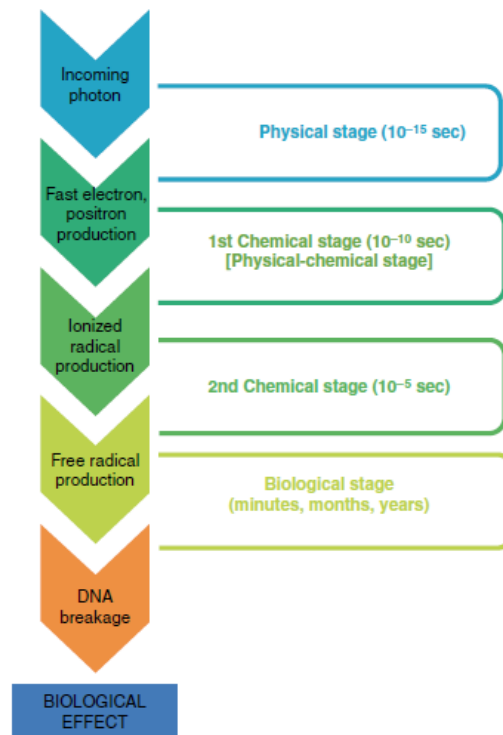 Incoming
photon
Physical stage (10⁻¹⁵ sec)
Fast electron,
positron
production
1st Chemical stage (10⁻¹⁰ sec)
[Physical-chemical stage]
Ionized
radical
production
2nd Chemical stage (10⁻⁵ sec)
Free radical
production
Biological stage
(minutes, months, years)
DNA
breakage
BIOLOGICAL
EFFECT